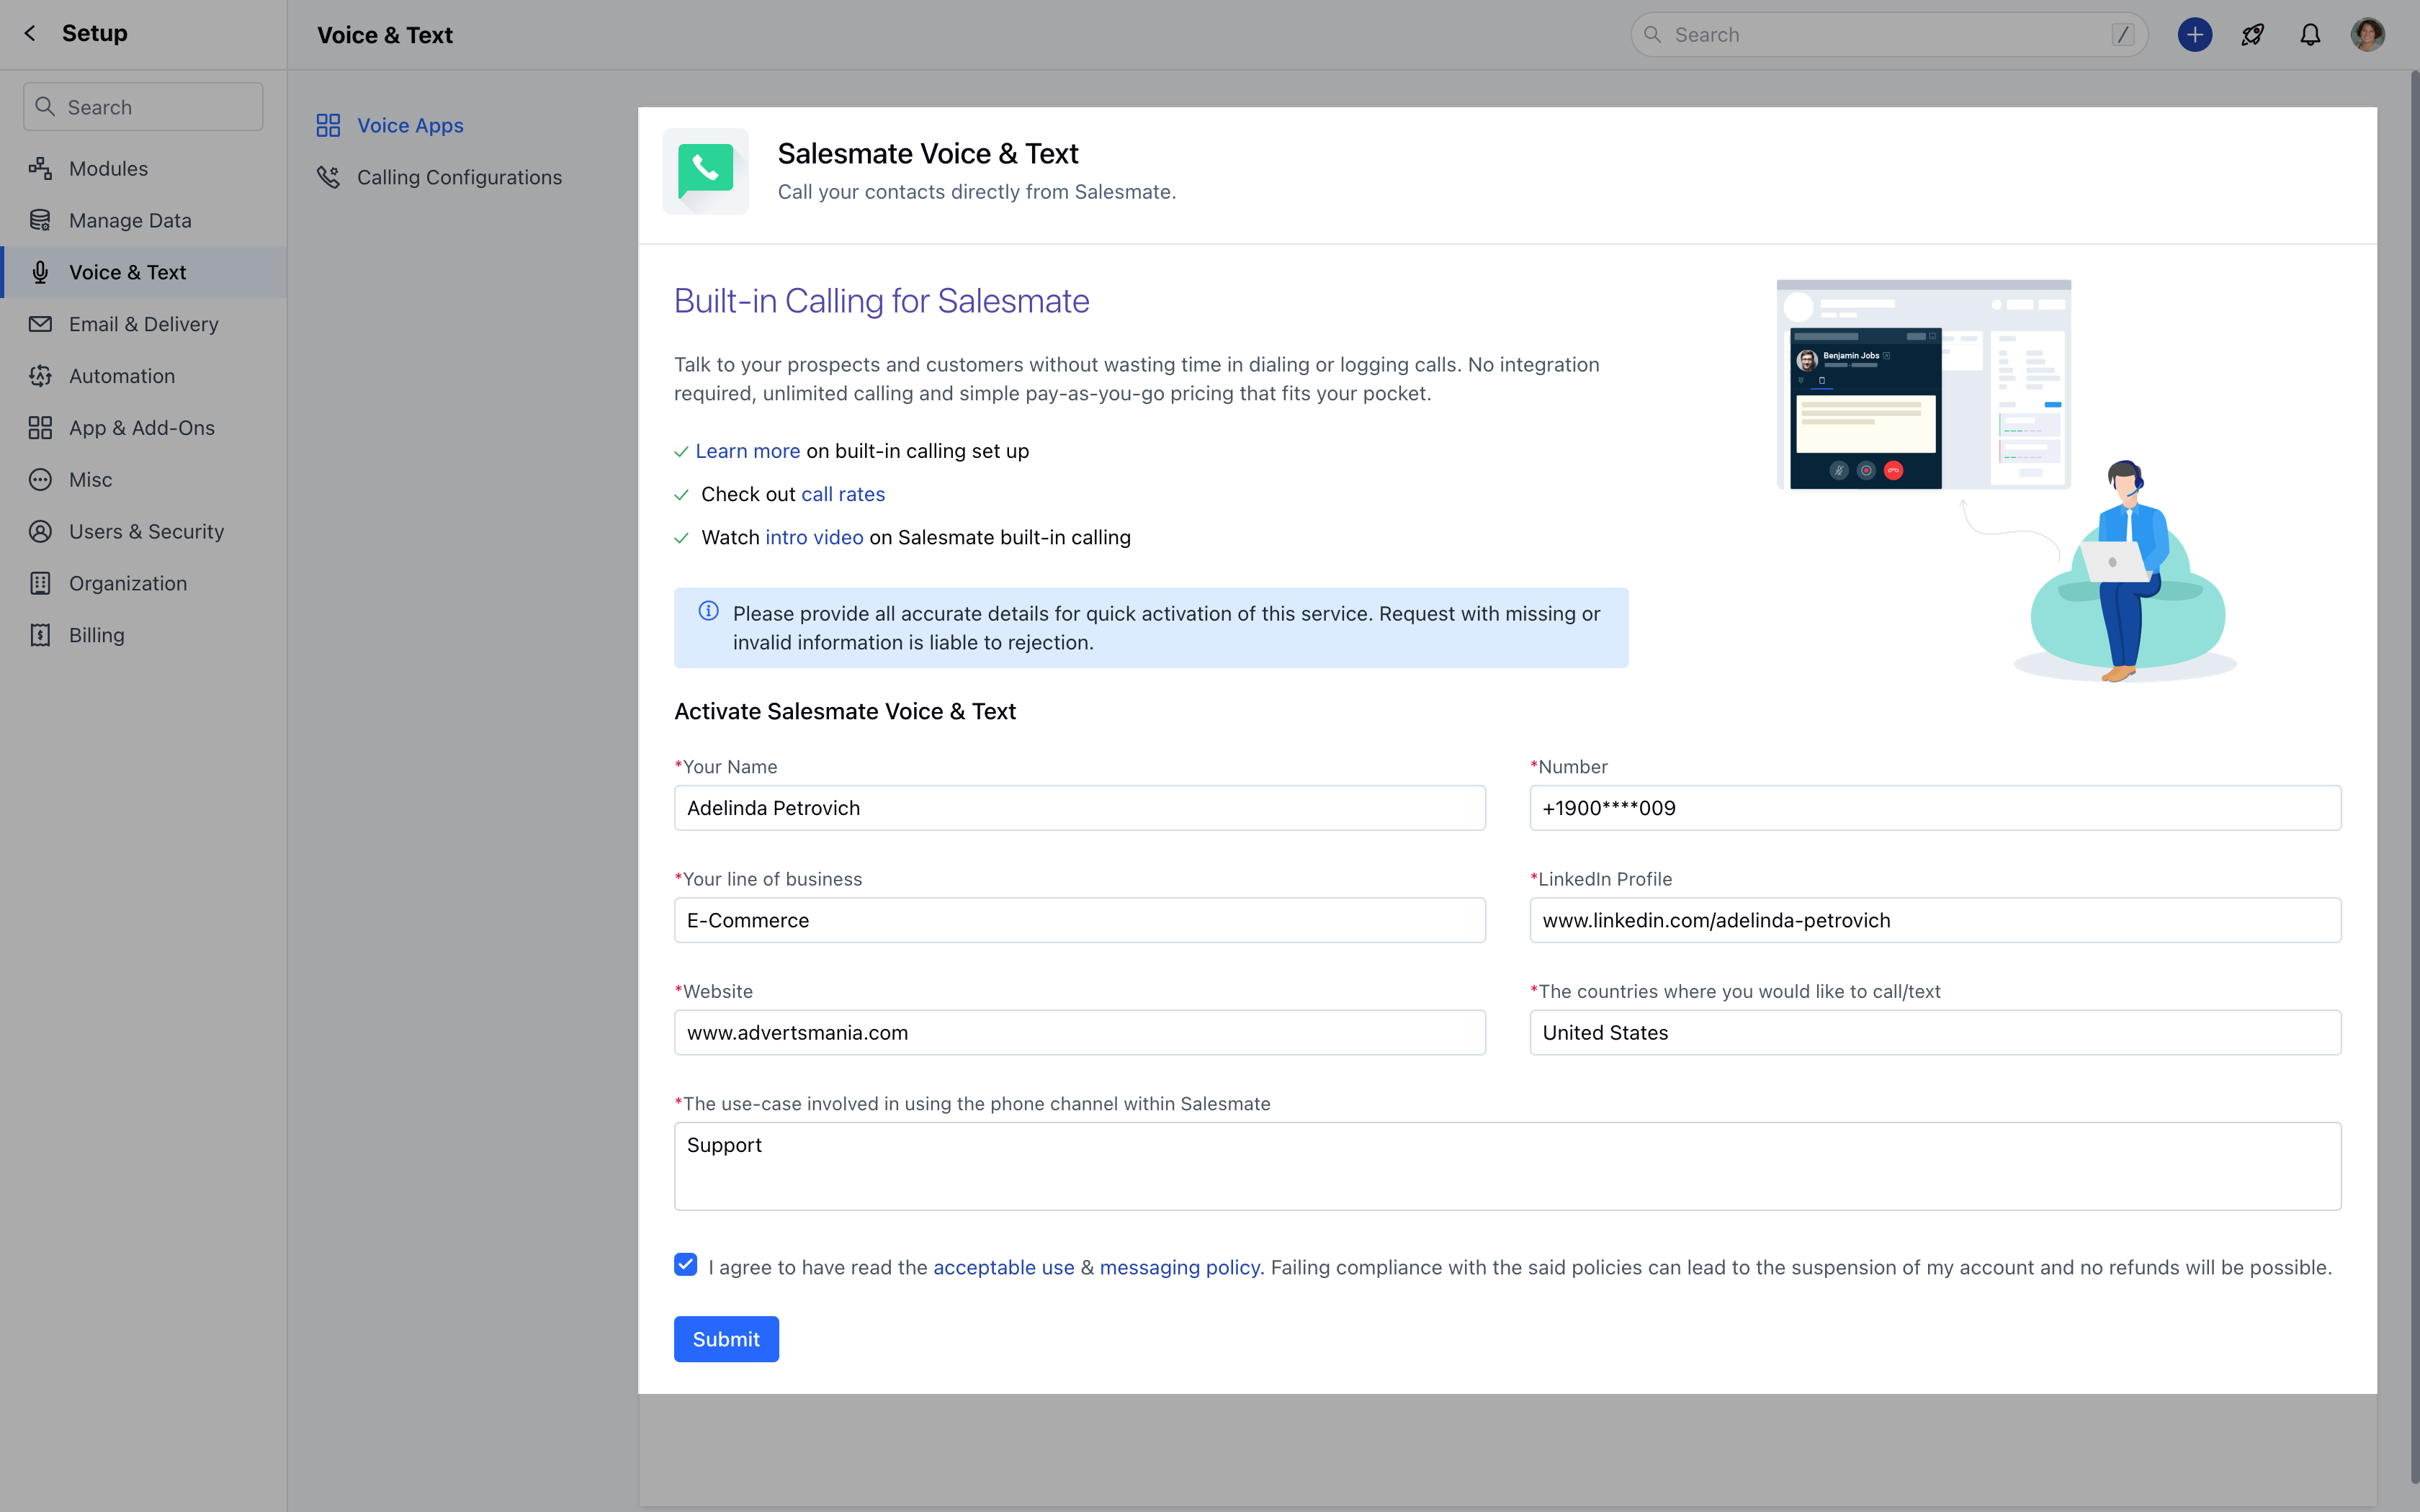 Setup
Voice & Text
Search
/
Search
Modules
Manage Data
Voice & Text
Email & Delivery
Automation
App & Add-Ons
Misc
Users & Security
Organization
Billing
Voice Apps
Calling Configurations
Salesmate Voice & Text
Call your contacts directly from Salesmate.
Built-in Calling for Salesmate
Talk to your prospects and customers without wasting time in dialing or logging calls. No integration
required, unlimited calling and simple pay-as-you-go pricing that fits your pocket.
Learn more on built-in calling set up
Check out call rates
Watch intro video on Salesmate built-in calling
Benjamin Jobs
Please provide all accurate details for quick activation of this service. Request with missing or
invalid information is liable to rejection.
Activate Salesmate Voice & Text
*Your Name
Adelinda Petrovich
*Number
+1900****009
*Your line of business
E-Commerce
*LinkedIn Profile
www.linkedin.com/adelinda-petrovich
*Website
www.advertsmania.com
*The countries where you would like to call/text
United States
*The use-case involved in using the phone channel within Salesmate
Support
I agree to have read the acceptable use & messaging policy. Failing compliance with the said policies can lead to the suspension of my account and no refunds will be possible.
Submit